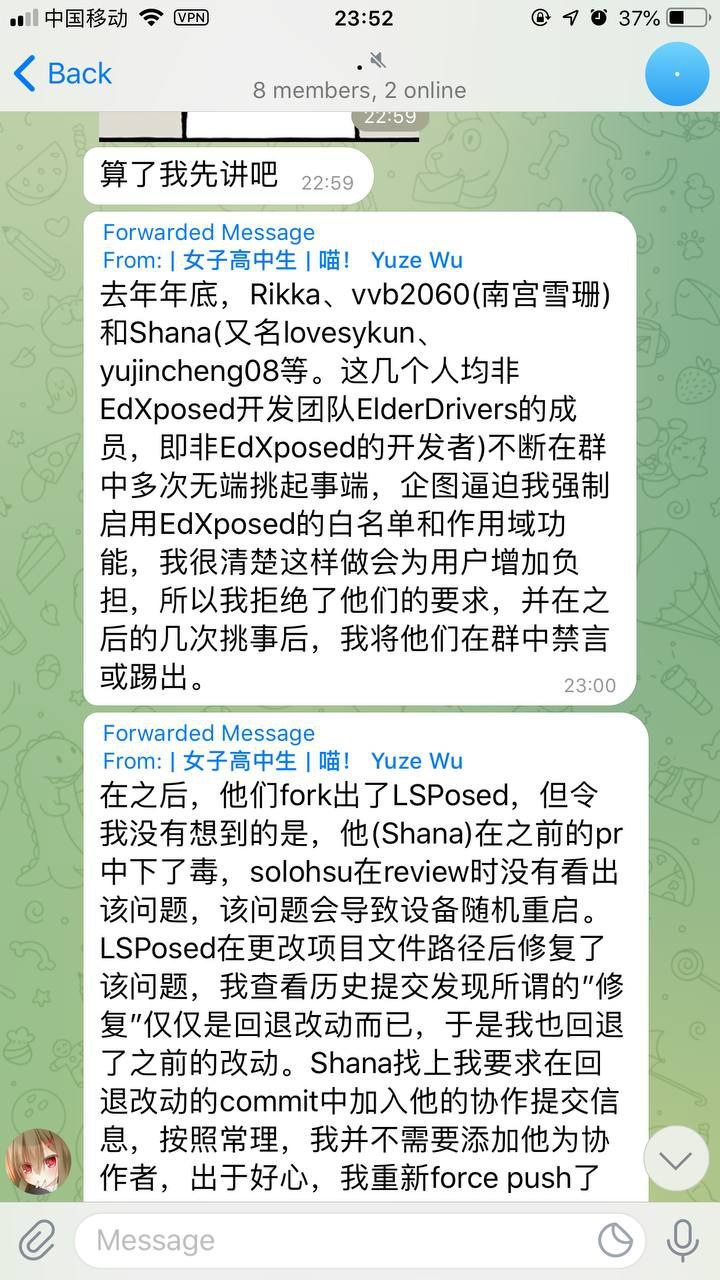 中国移动 VPN 23:52 37%
Back
.
8 members, 2 online
22:59
算了我先讲吧 22:59
Forwarded Message
From: | 女子高中生 | 喵! Yuze Wu
去年年底，Rikka、vvb2060(南宫雪珊)
和Shana(又名lovesykun、
yujincheng08等。这几个人均非
EdXposed开发团队ElderDrivers的成
员，即非EdXposed的开发者)不断在群
中多次无端挑起事端，企图逼迫我强制
启用EdXposed的白名单和作用域功
能，我很清楚这样做会为用户增加负
担，所以我拒绝了他们的要求，并在之
后的几次挑事后，我将他们在群中禁言
或踢出。
23:00
Forwarded Message
From: | 女子高中生 | 喵! Yuze Wu
在之后，他们fork出了LSPosed，但令
我没有想到的是，他(Shana)在之前的pr
中下了毒，solohsu在review时没有看出
该问题，该问题会导致设备随机重启。
LSPosed在更改项目文件路径后修复了
该问题，我查看历史提交发现所谓的"修
复"仅仅是回退改动而已，于是我也回退
了之前的改动。Shana找上我要求在回
退改动的commit中加入他的协作提交信
息，按照常理，我并不需要添加他为协
作者，出于好心，我重新force push了
Message